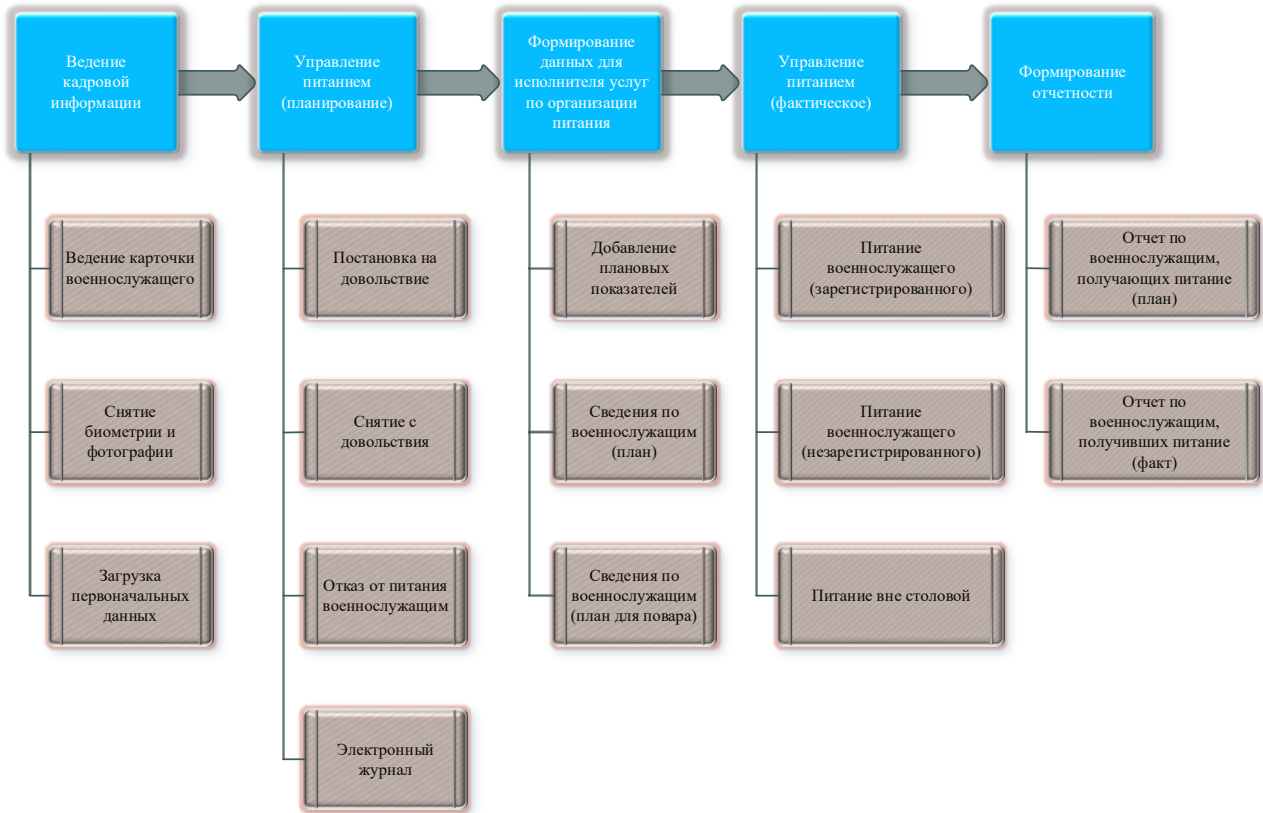 Ведение
кадровой
информации
Управление
питанием
(планирование)
Формирование
данных для
исполнителя услуг
по организации
питания
Управление
питанием
(фактическое)
Формирование
отчетности
Ведение карточки
военнослужащего
Снятие
биометрии и
фотографии
Загрузка
первоначальных
данных
Постановка на
довольствие
Снятие с
довольствия
Отказ от питания
военнослужащим
Электронный
журнал
Добавление
плановых
показателей
Сведения по
военнослужащим
(план)
Сведения по
военнослужащим
(план для повара)
Питание
военнослужащего
(зарегистрированного)
Питание
военнослужащего
(незарегистрированного)
Питание вне столовой
Отчет по
военнослужащим,
получающих питание
(план)
Отчет по
военнослужащим,
получивших питание
(факт)